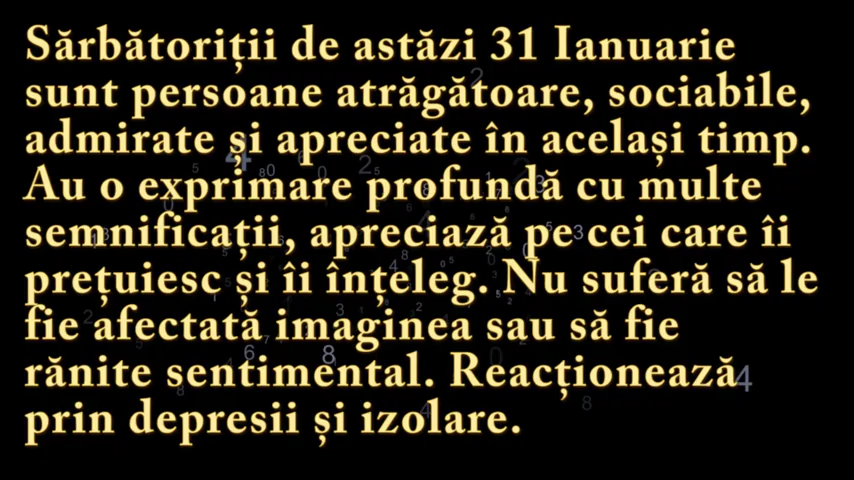 Sărbătoriții de astăzi 31 Ianuarie
sunt persoane atrăgătoare, sociabile,
admirate și apreciate în același timp.
Au o exprimare profundă cu multe
semnificații, apreciază pe cei care îi
prețuiesc și îi înțeleg. Nu suferă să le
fie afectată imaginea sau să fie
rănite sentimental. Reacționează
prin depresii și izolare.